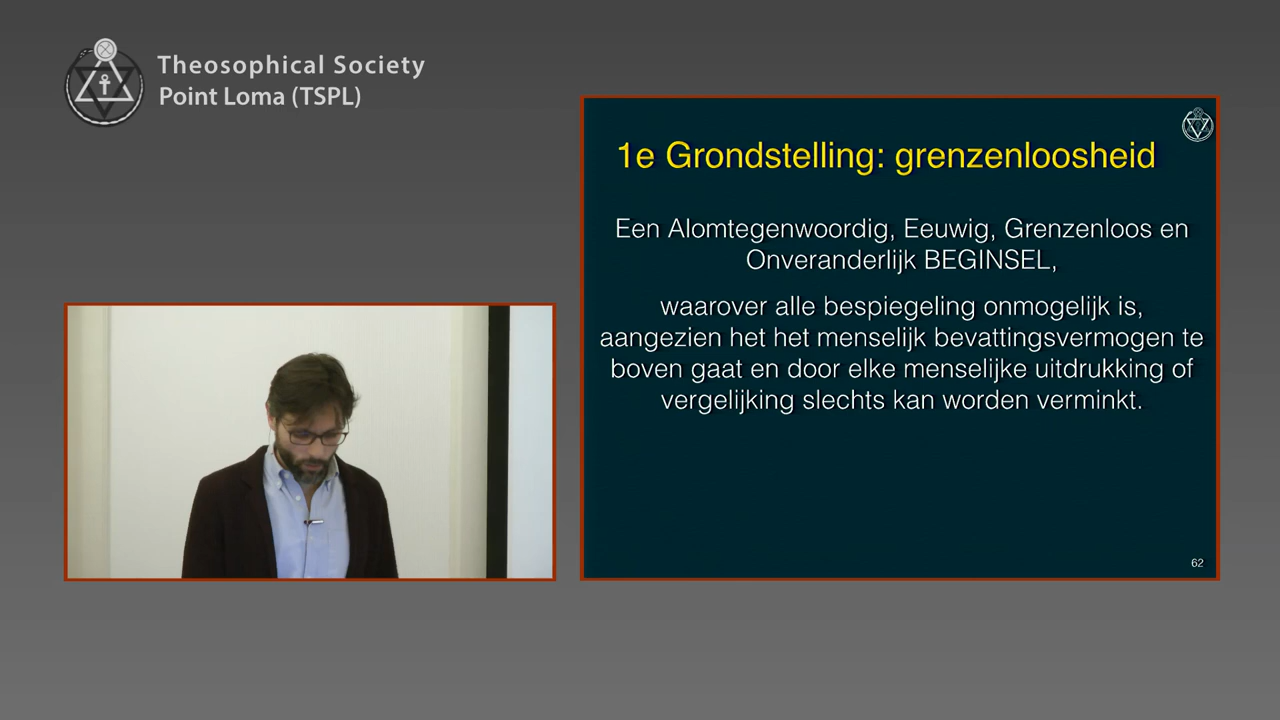 Theosophical Society
Point Loma (TSPL)
1e Grondstelling: grenzenloosheid
Een Alomtegenwoordig, Eeuwig, Grenzenloos en
Onveranderlijk BEGINSEL,
waarover alle bespiegeling onmogelijk is,
aangezien het het menselijk bevattingsvermogen te
boven gaat en door elke menselijke uitdrukking of
vergelijking slechts kan worden verminkt.
62